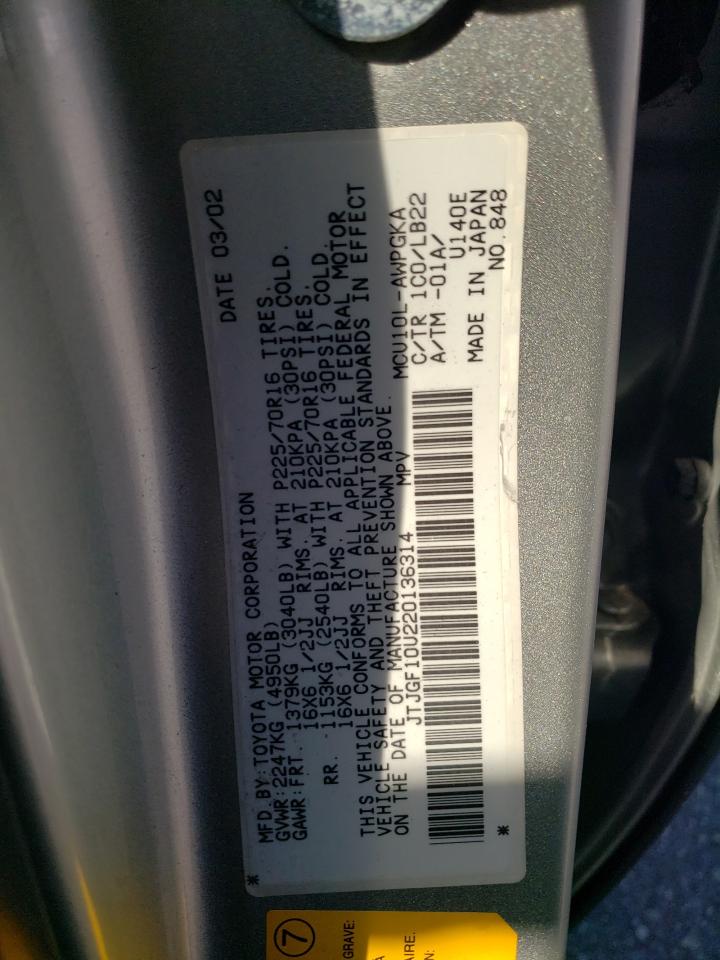 DATE 03/02
MFD. BY: TOYOTA MOTOR CORPORATION
GVWR: 2247KG (4950LB)
GAWR: FRT. 1379KG (3040LB) WITH P225/70R16 TIRES,
16X6 1/2JJ RIMS, AT 210KPA (30PSI) COLD.
RR. 1153KG (2540LB) WITH P225/70R16 TIRES,
16X6 1/2JJ RIMS, AT 210KPA (30PSI) COLD.
THIS VEHICLE CONFORMS TO ALL APPLICABLE FEDERAL MOTOR
VEHICLE SAFETY AND THEFT PREVENTION STANDARDS IN EFFECT
ON THE DATE OF MANUFACTURE SHOWN ABOVE.
JTJGF10U220136314 MPV MCU10L-AWPGKA
C/TR 1C0/LB22
A/TM -01A/
U140E
MADE IN JAPAN
* * NO. 848
7
GRAVE: